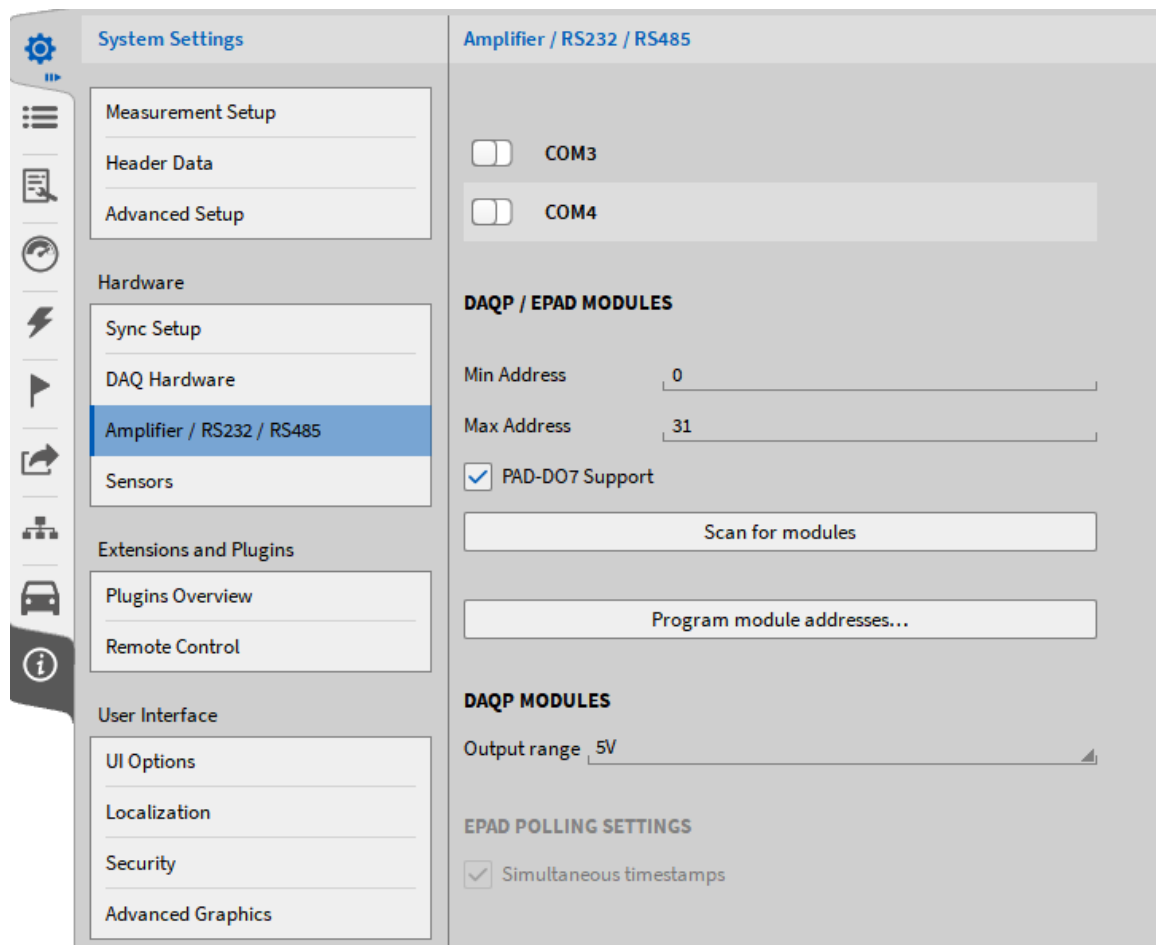 System Settings
Measurement Setup
Header Data
Advanced Setup
Hardware
Sync Setup
DAQ Hardware
Amplifier / RS232 / RS485
Sensors
Extensions and Plugins
Plugins Overview
Remote Control
User Interface
UI Options
Localization
Security
Advanced Graphics
Amplifier / RS232 / RS485
COM3
COM4
DAQP / EPAD MODULES
Min Address 0
Max Address 31
PAD-DO7 Support
Scan for modules
Program module addresses...
DAQP MODULES
Output range 5V
EPAD POLLING SETTINGS
Simultaneous timestamps